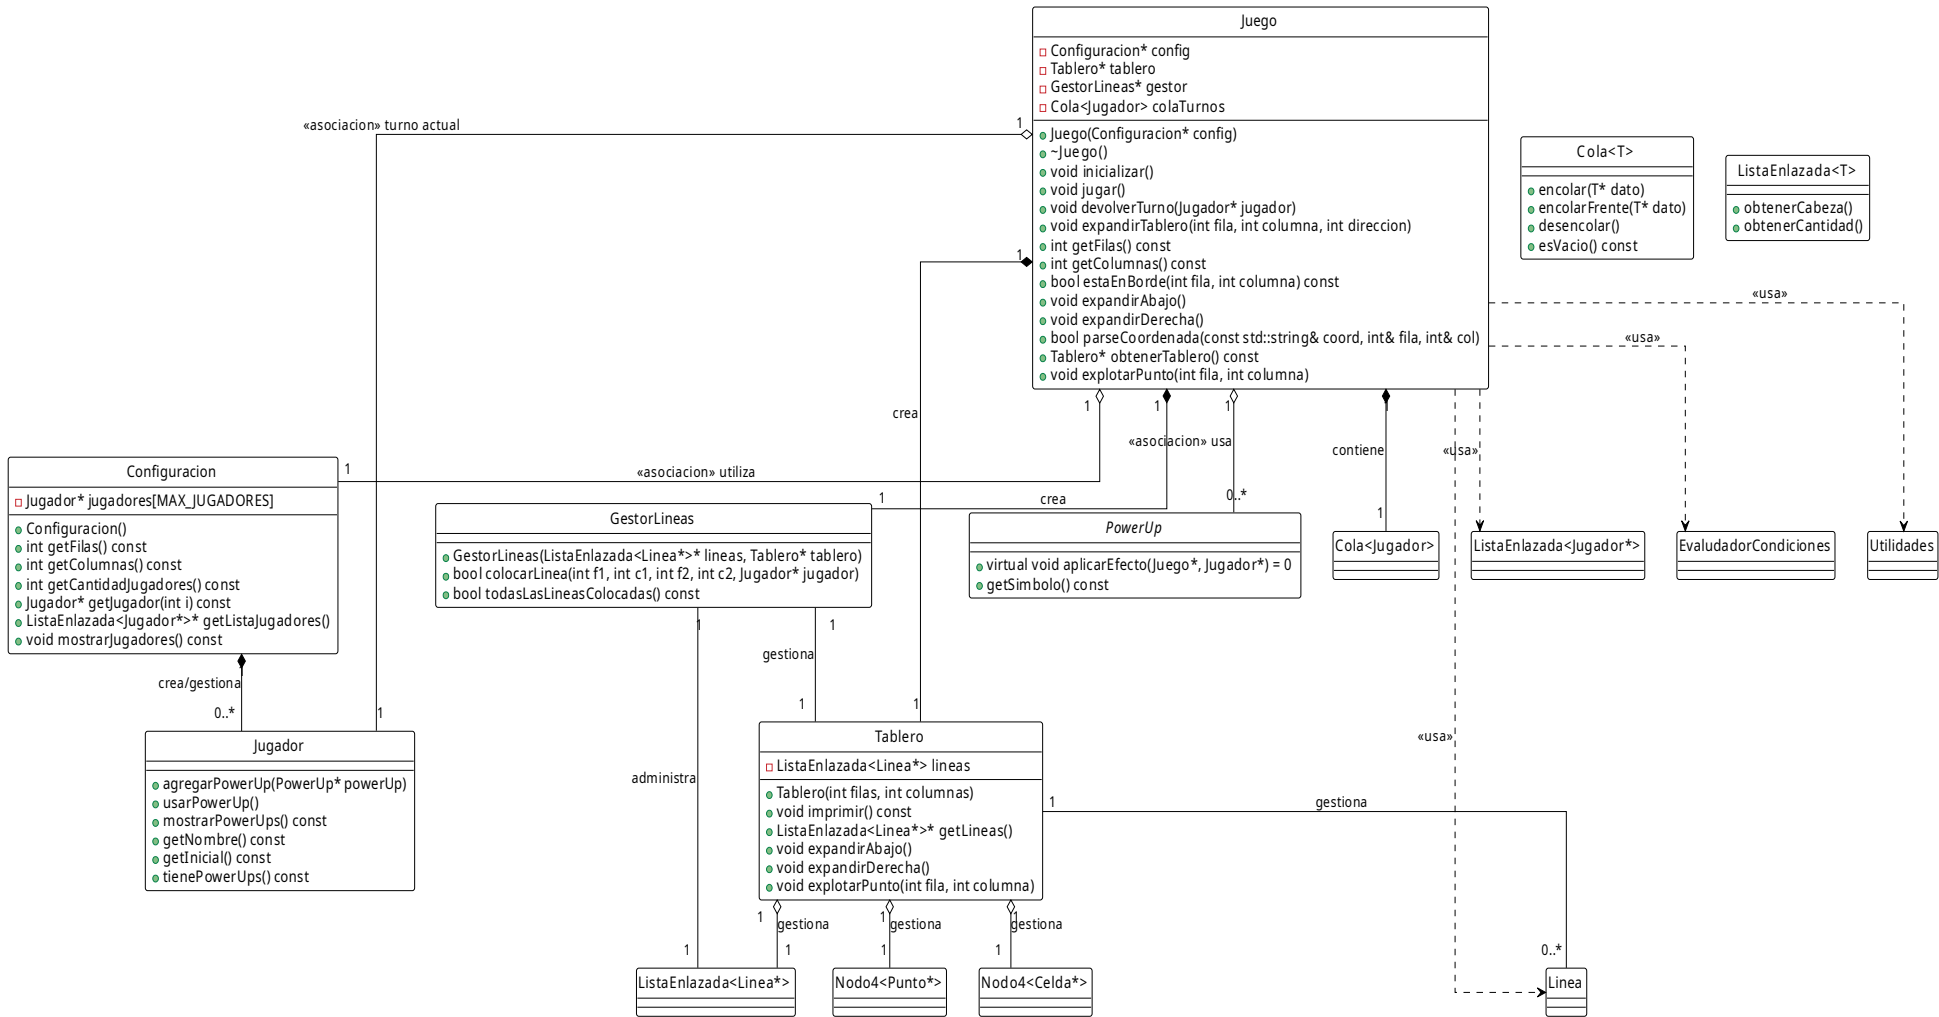 Juego
Configuracion* config
Tablero* tablero
GestorLineas* gestor
Cola<Jugador> colaTurnos
Juego(Configuracion* config)
~Juego()
void inicializar()
void jugar()
void devolverTurno(Jugador* jugador)
void expandirTablero(int fila, int columna, int direccion)
int getFilas() const
int getColumnas() const
bool estaEnBorde(int fila, int columna) const
void expandirAbajo()
void expandirDerecha()
bool parseCoordenada(const std::string& coord, int& fila, int& col)
Tablero* obtenerTablero() const
void explotarPunto(int fila, int columna)
Cola<T>
encolar(T* dato)
encolarFrente(T* dato)
desencolar()
esVacio() const
ListaEnlazada<T>
obtenerCabeza()
obtenerCantidad()
«asociacion» turno actual
1
1
«usa»
«usa»
1
1
1
1
crea
«asociacion» usa
contiene
«usa»
1
«asociacion» utiliza
1
crea
0..*
1
Configuracion
Jugador* jugadores[MAX_JUGADORES]
Configuracion()
int getFilas() const
int getColumnas() const
int getCantidadJugadores() const
Jugador* getJugador(int i) const
ListaEnlazada<Jugador*>* getListaJugadores()
void mostrarJugadores() const
GestorLineas
GestorLineas(ListaEnlazada<Linea*>* lineas, Tablero* tablero)
bool colocarLinea(int f1, int c1, int f2, int c2, Jugador* jugador)
bool todasLasLineasColocadas() const
PowerUp
virtual void aplicarEfecto(Juego*, Jugador*) = 0
getSimbolo() const
Cola<Jugador>
ListaEnlazada<Jugador*>
EvaludadorCondiciones
Utilidades
1
1
1
crea/gestiona
gestiona
0..*
1
1
1
«usa»
administra
Jugador
agregarPowerUp(PowerUp* powerUp)
usarPowerUp()
mostrarPowerUps() const
getNombre() const
getInicial() const
tienePowerUps() const
Tablero
ListaEnlazada<Linea*> lineas
Tablero(int filas, int columnas)
void imprimir() const
ListaEnlazada<Linea*>* getLineas()
void expandirAbajo()
void expandirDerecha()
void explotarPunto(int fila, int columna)
1
gestiona
1
1
1
gestiona
gestiona
gestiona
1
1
1
1
0..*
ListaEnlazada<Linea*>
Nodo4<Punto*>
Nodo4<Celda*>
Linea